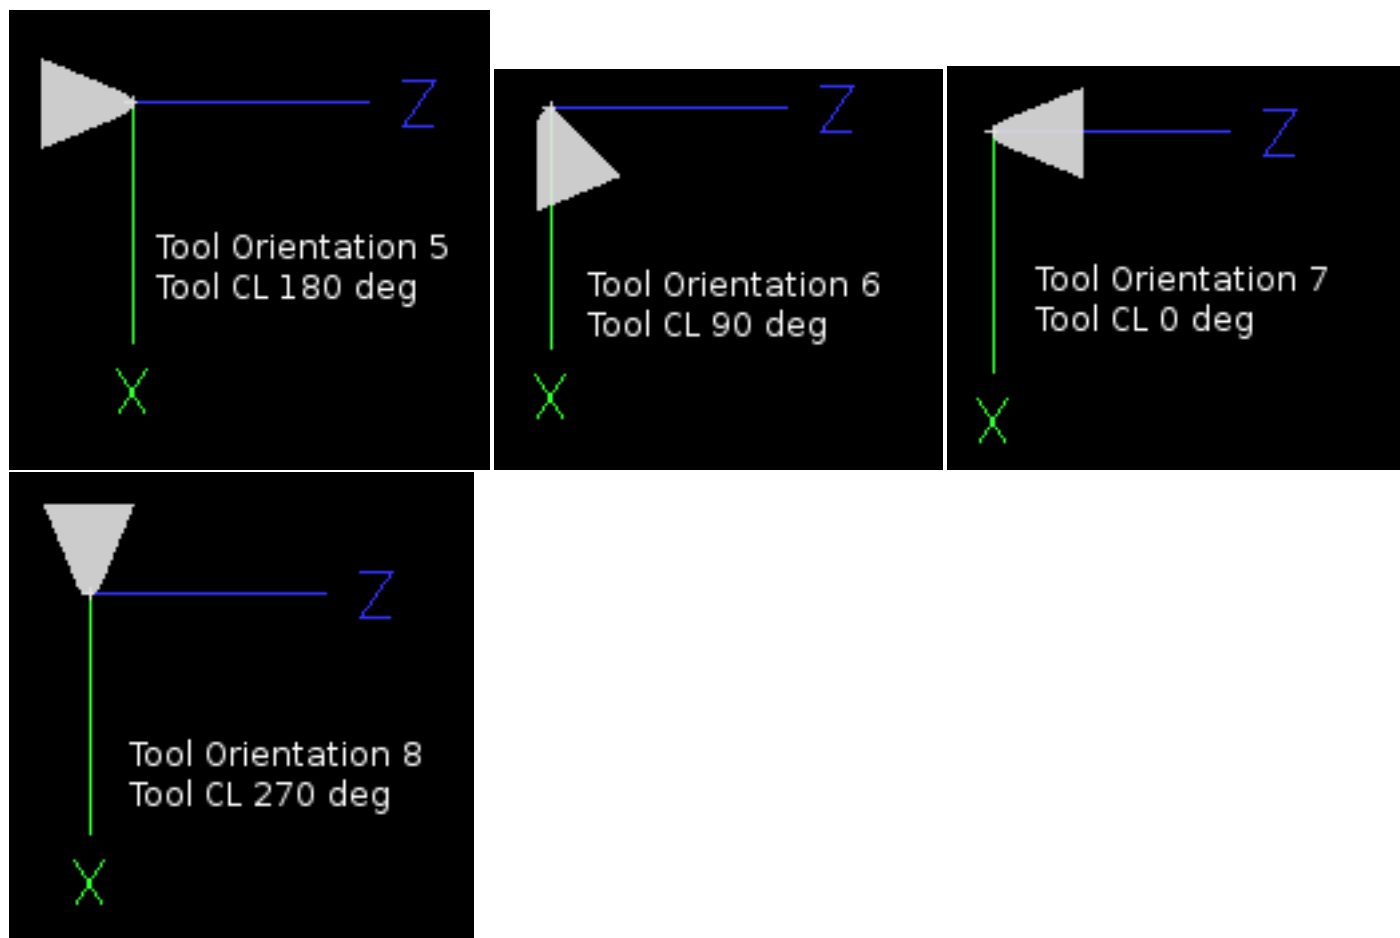 Z
Tool Orientation 5
Tool CL 180 deg
X
Z
Tool Orientation 6
Tool CL 90 deg
X
Z
Tool Orientation 7
Tool CL 0 deg
X
Z
Tool Orientation 8
Tool CL 270 deg
X